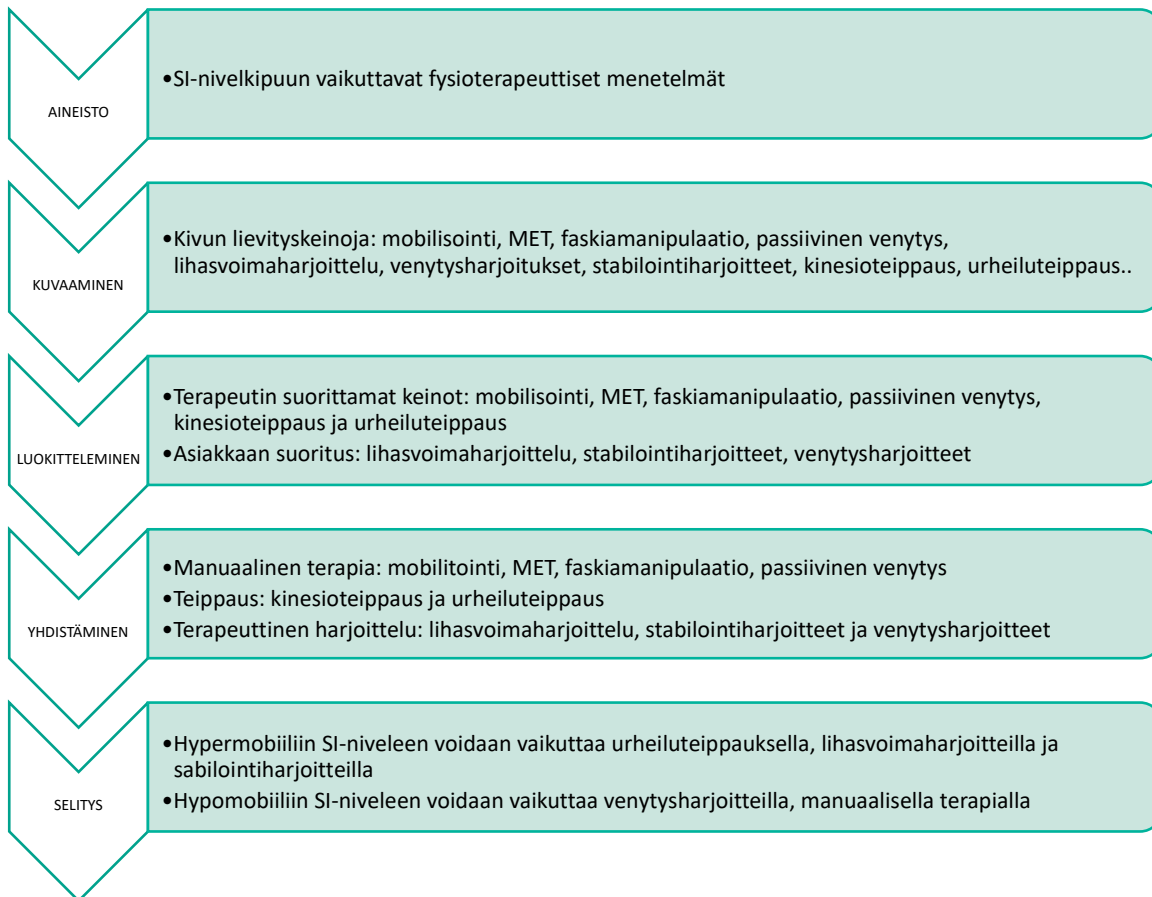 AINEISTO
•SI-nivelkipuun vaikuttavat fysioterapeuttiset menetelmät
KUVAAMINEN
•Kivun lievityskeinoja: mobilisointi, MET, faskiamanipulaatio, passiivinen venytys,
lihasvoimaharjoittelu, venytysharjoitukset, stabilointiharjoitteet, kinesioteippaus, urheiluteippaus..
LUOKITTELEMINEN
•Terapeutin suorittamat keinot: mobilisointi, MET, faskiamanipulaatio, passiivinen venytys,
kinesioteippaus ja urheiluteippaus
•Asiakkaan suoritus: lihasvoimaharjoittelu, stabilointiharjoitteet, venytysharjoitteet
YHDISTÄMINEN
•Manuaalinen terapia: mobilitointi, MET, faskiamanipulaatio, passiivinen venytys
•Teippaus: kinesioteippaus ja urheiluteippaus
•Terapeuttinen harjoittelu: lihasvoimaharjoittelu, stabilointiharjoitteet ja venytysharjoitteet
SELITYS
•Hypermobiiliin SI-niveleen voidaan vaikuttaa urheiluteippauksella, lihasvoimaharjoitteilla ja
sabilointiharjoitteilla
•Hypomobiiliin SI-niveleen voidaan vaikuttaa venytysharjoitteilla, manuaalisella terapialla